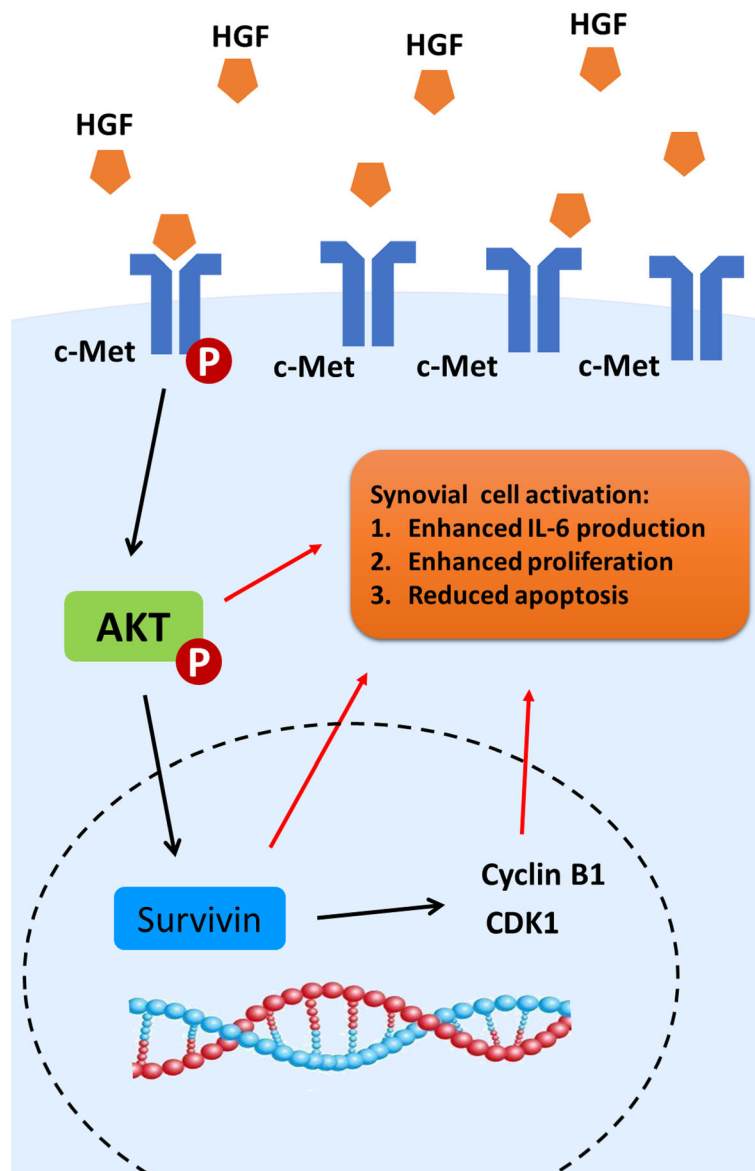 HGF
HGF
HGF
HGF
c-Met
P
c-Met
c-Met
c-Met
Synovial cell activation:
1. Enhanced IL-6 production
2. Enhanced proliferation
3. Reduced apoptosis
AKT
P
Survivin
Cyclin B1
CDK1